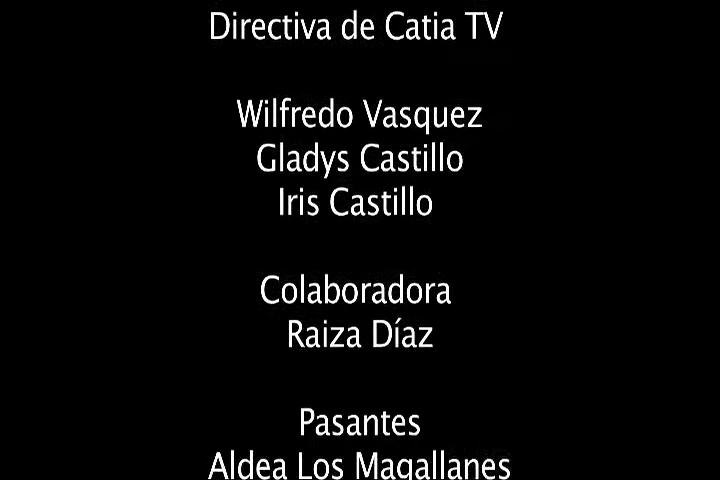 Directiva de Catia TV
Wilfredo Vasquez
Gladys Castillo
Iris Castillo
Colaboradora
Raiza Díaz
Pasantes
Aldea Los Magallanes